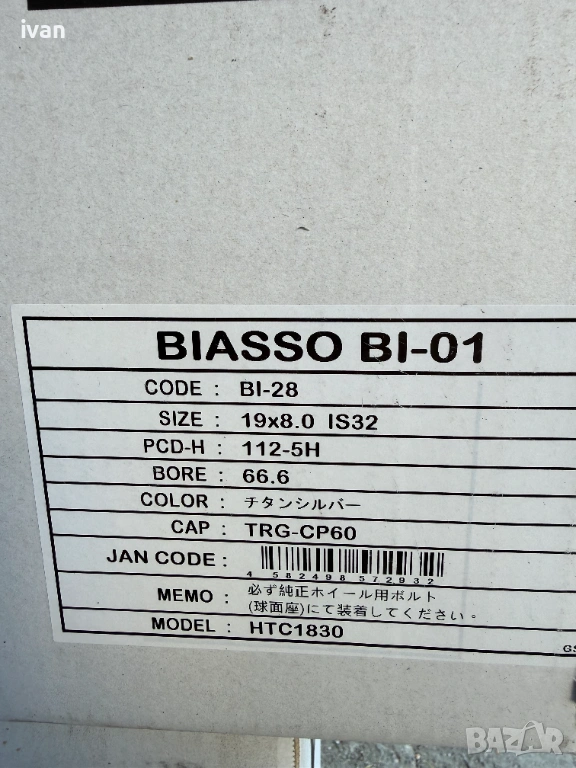 ivan
BIASSO BI-01
CODE : BI-28
SIZE : 19x8.0 IS32
PCD-H : 112-5H
BORE : 66.6
COLOR : チタンシルバー
CAP : TRG-CP60
JAN CODE :
4 582498 572932
MEMO : 必ず純正ホイール用ボルト
(球面座)にて装着してください。
MODEL : HTC1830
GS
BAZAR